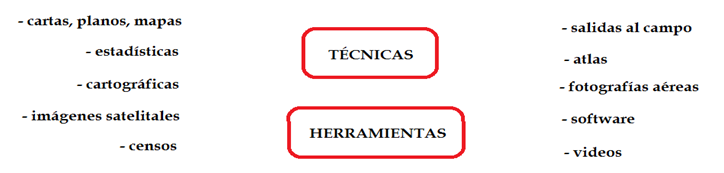 - cartas, planos, mapas
- estadísticas
- cartográficas
- imágenes satelitales
- censos
TÉCNICAS
HERRAMIENTAS
- salidas al campo
- atlas
- fotografías aéreas
- software
- videos